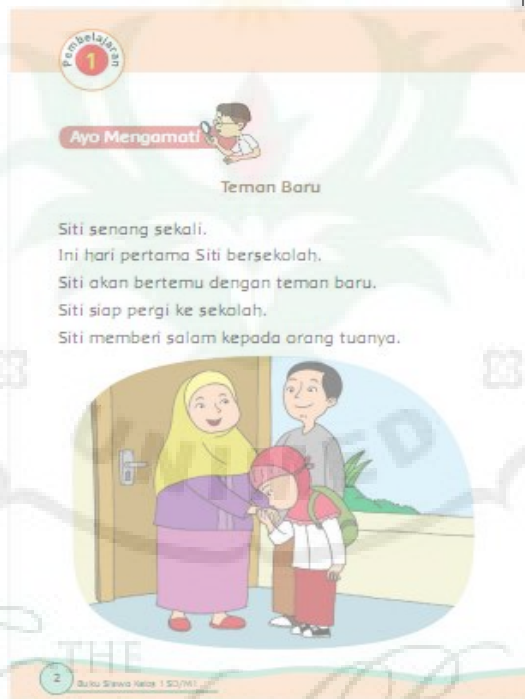 Pembelajaran
1
Ayo Mengamati
Teman Baru
Siti senang sekali.
Ini hari pertama Siti bersekolah.
Siti akan bertemu dengan teman baru.
Siti siap pergi ke sekolah.
Siti memberi salam kepada orang tuanya.
UNIMED
THE
2
Buku Siswa Kelas 1 SD/MI